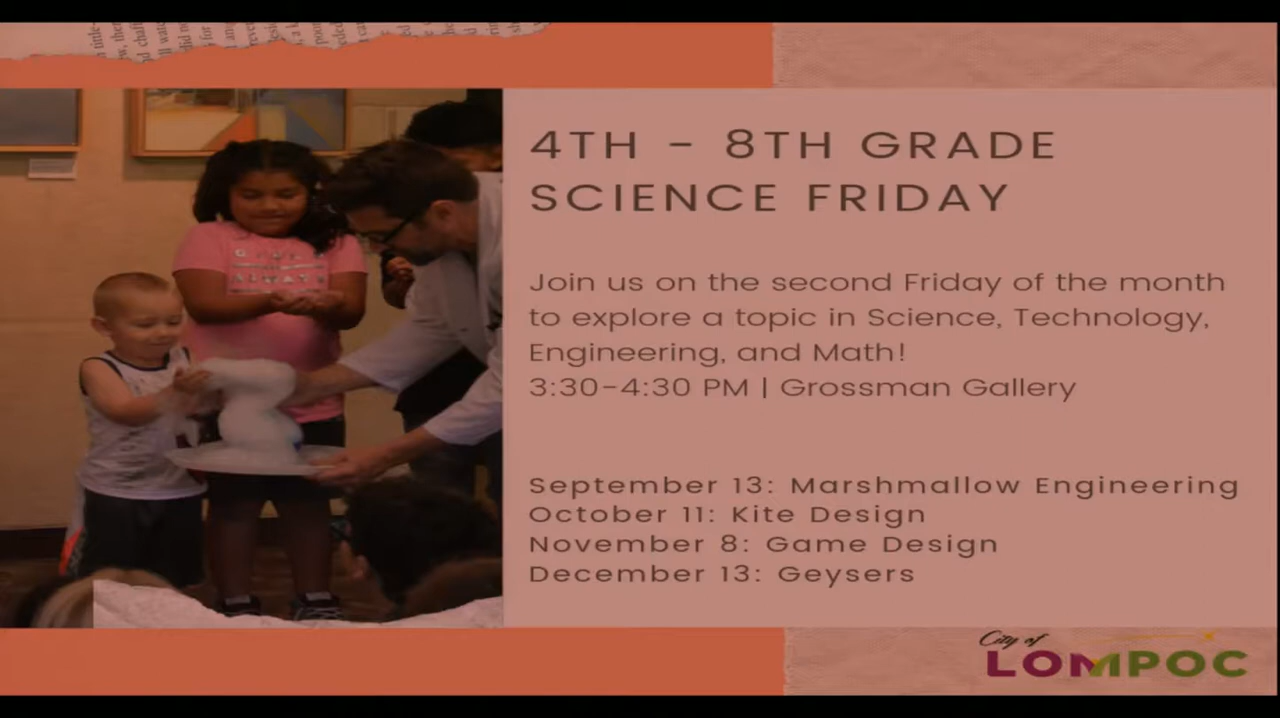 4TH - 8TH GRADE
SCIENCE FRIDAY
Join us on the second Friday of the month
to explore a topic in Science, Technology,
Engineering, and Math!
3:30-4:30 PM | Grossman Gallery
September 13: Marshmallow Engineering
October 11: Kite Design
November 8: Game Design
December 13: Geysers
City of
LOMPOC